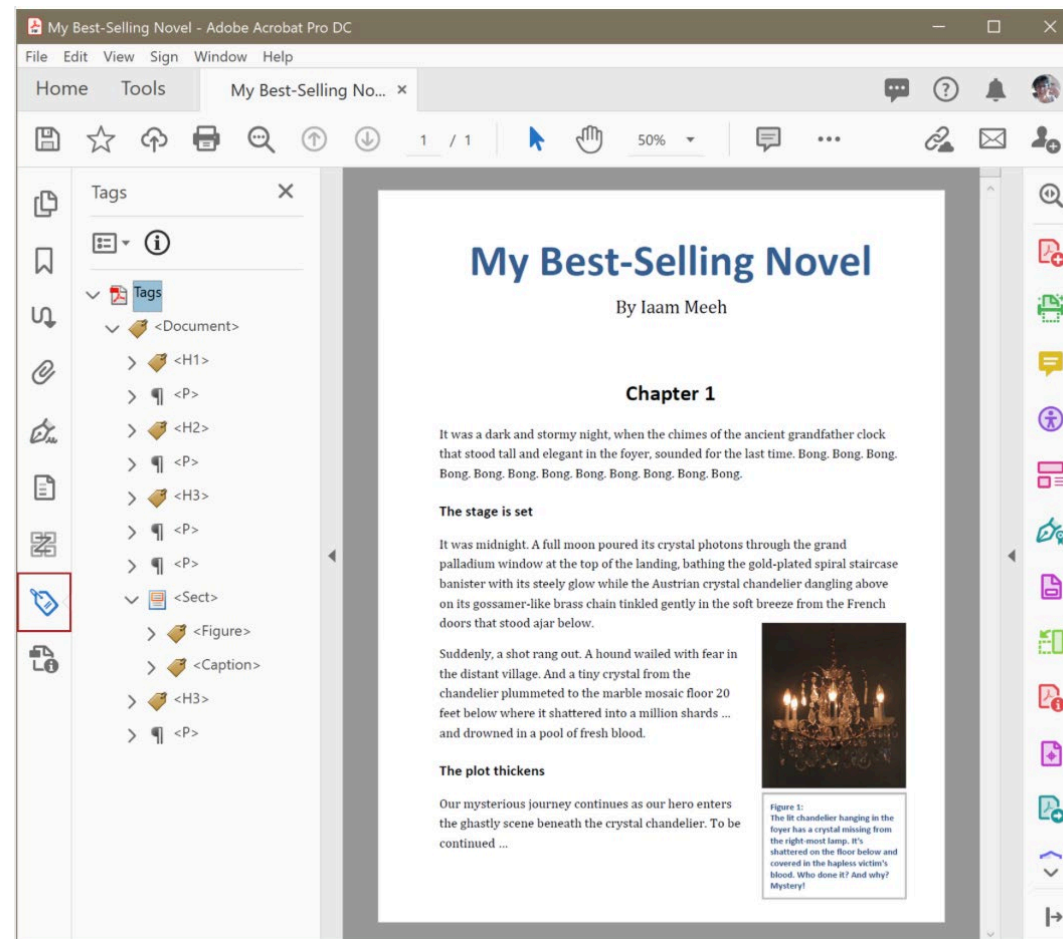 My Best-Selling Novel - Adobe Acrobat Pro DC
File Edit View Sign Window Help
Home Tools My Best-Selling No... ×
1 / 1 50%
Tags
Tags
<Document>
<H1>
<P>
<H2>
<P>
<H3>
<P>
<P>
<Sect>
<Figure>
<Caption>
<H3>
<P>
My Best-Selling Novel
By Iaam Meeh
Chapter 1
It was a dark and stormy night, when the chimes of the ancient grandfather clock
that stood tall and elegant in the foyer, sounded for the last time. Bong. Bong. Bong.
Bong. Bong. Bong. Bong. Bong. Bong. Bong. Bong. Bong.
The stage is set
It was midnight. A full moon poured its crystal photons through the grand
palladium window at the top of the landing, bathing the gold-plated spiral staircase
banister with its steely glow while the Austrian crystal chandelier dangling above
on its gossamer-like brass chain tinkled gently in the soft breeze from the French
doors that stood ajar below.
Suddenly, a shot rang out. A hound wailed with fear in
the distant village. And a tiny crystal from the
chandelier plummeted to the marble mosaic floor 20
feet below where it shattered into a million shards ...
and drowned in a pool of fresh blood.
The plot thickens
Our mysterious journey continues as our hero enters
the ghastly scene beneath the crystal chandelier. To be
continued ...
Figure 1:
The lit chandelier hanging in the
foyer has a crystal missing from
the right-most lamp. It's
shattered on the floor below and
covered in the hapless victim's
blood. Who done it? And why?
Mystery!